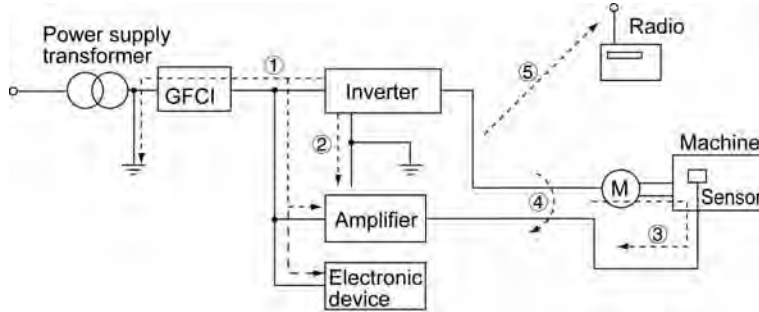 Power supply
transformer
GFCI
①
Inverter
②
⑤
Radio
Machine
M
Sensor
Amplifier
④
③
Electronic
device